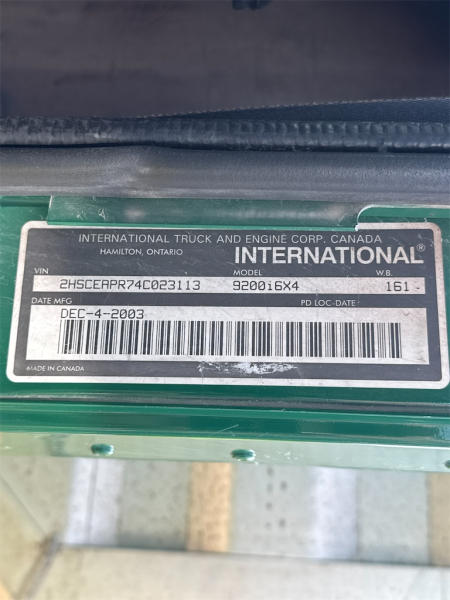 INTERNATIONAL TRUCK AND ENGINE CORP. CANADA
HAMILTON, ONTARIO INTERNATIONAL®
VIN MODEL W.B.
2HSCEAPR74C023113 9200i6X4 161
DATE MFG PD LOC-DATE
DEC-4-2003
MADE IN CANADA